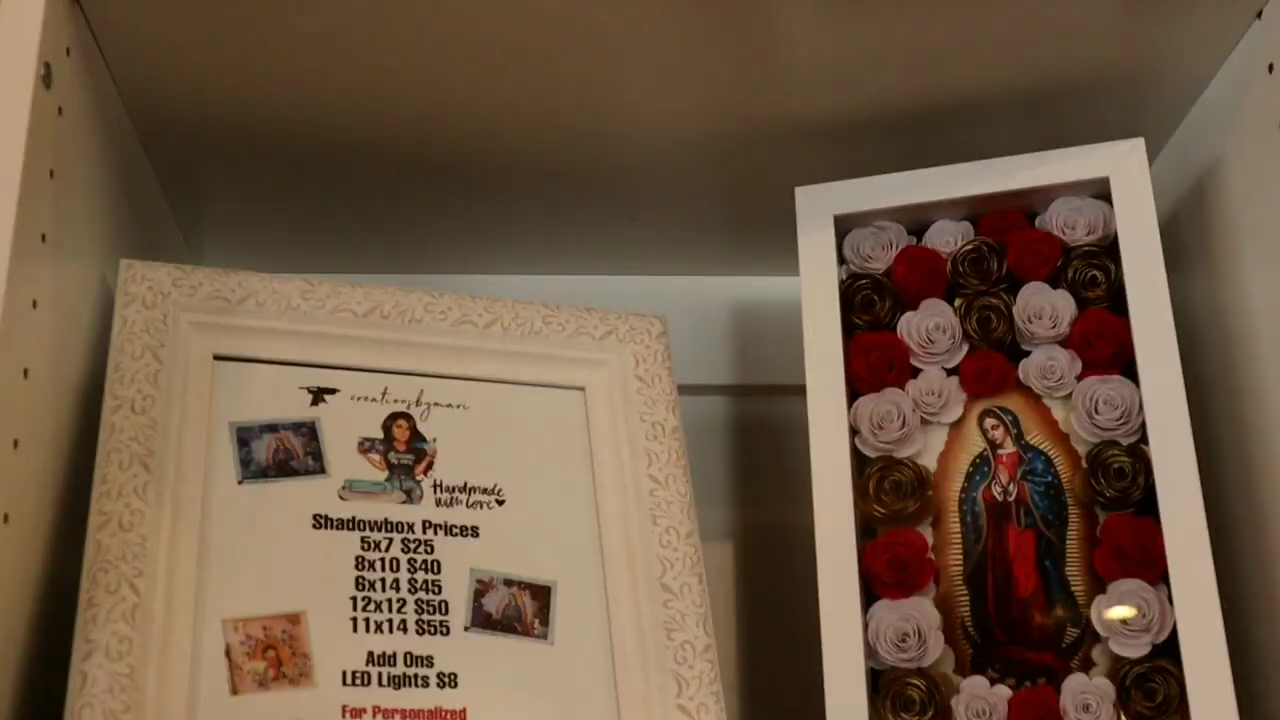 creationsbymari
Handmade
with love
Shadowbox Prices
5x7 $25
8x10 $40
6x14 $45
12x12 $50
11x14 $55
Add Ons
LED Lights $8
For Personalized